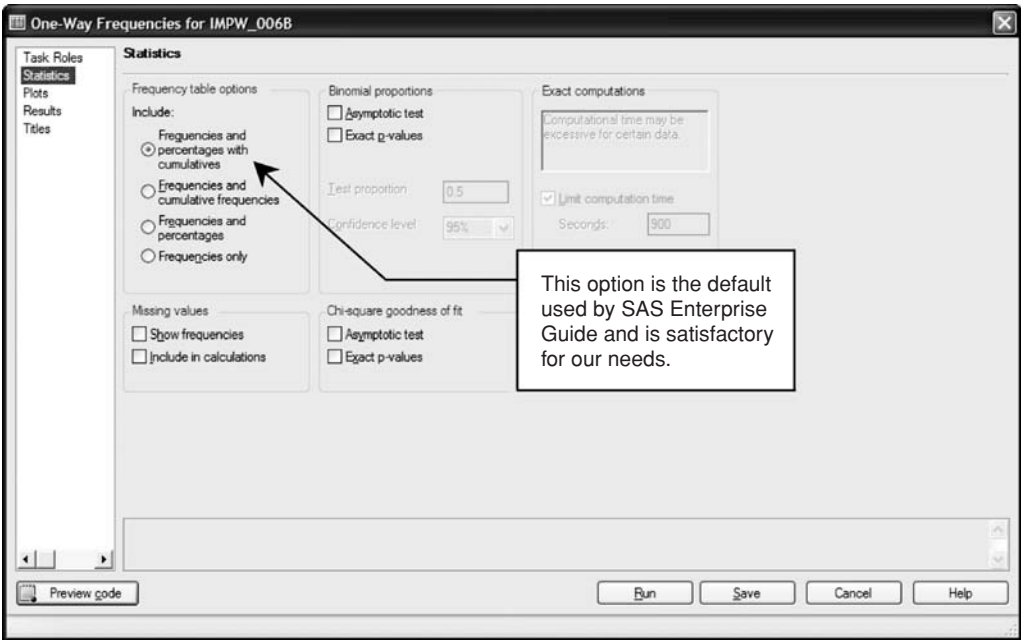 One-Way Frequencies for IMPW_006B
Task Roles
Statistics
Plots
Results
Titles
Statistics
Frequency table options
Include:
Frequencies and
percentages with
cumulatives
Frequencies and
cumulative frequencies
Frequencies and
percentages
Frequencies only
Binomial proportions
Asymptotic test
Exact p-values
Test proportion
0.5
Confidence level
95%
Exact computations
Computational time may be
excessive for certain data.
Limit computation time
Seconds:
900
This option is the default
used by SAS Enterprise
Guide and is satisfactory
for our needs.
Missing values
Show frequencies
Include in calculations
Chi-square goodness of fit
Asymptotic test
Exact p-values
Preview code
Run
Save
Cancel
Help